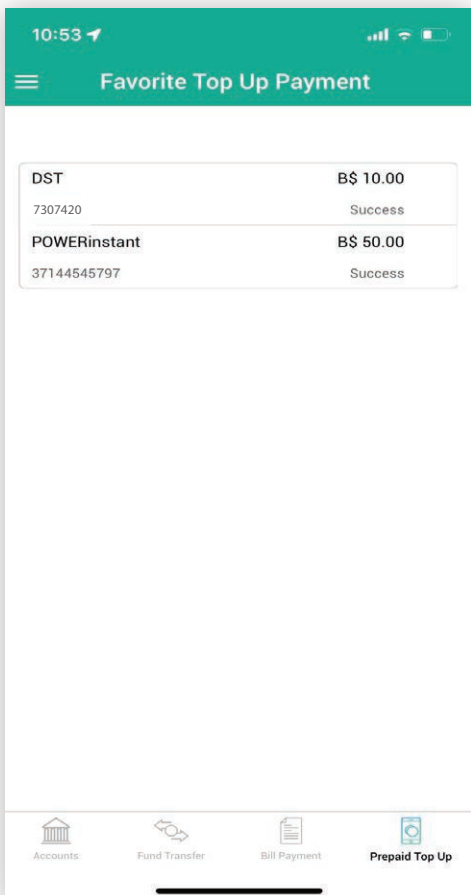 10:53
Favorite Top Up Payment
DST B$ 10.00
7307420 Success
POWERinstant B$ 50.00
37144545797 Success
Accounts Fund Transfer Bill Payment Prepaid Top Up